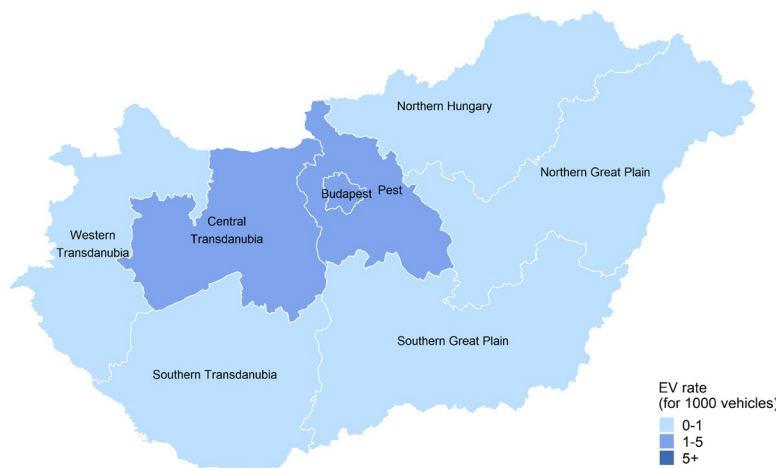 Northern Hungary
Northern Great Plain
Budapest
Pest
Central
Transdanubia
Western
Transdanubia
Southern Great Plain
Southern Transdanubia
EV rate
(for 1000 vehicles)
0-1
1-5
5+